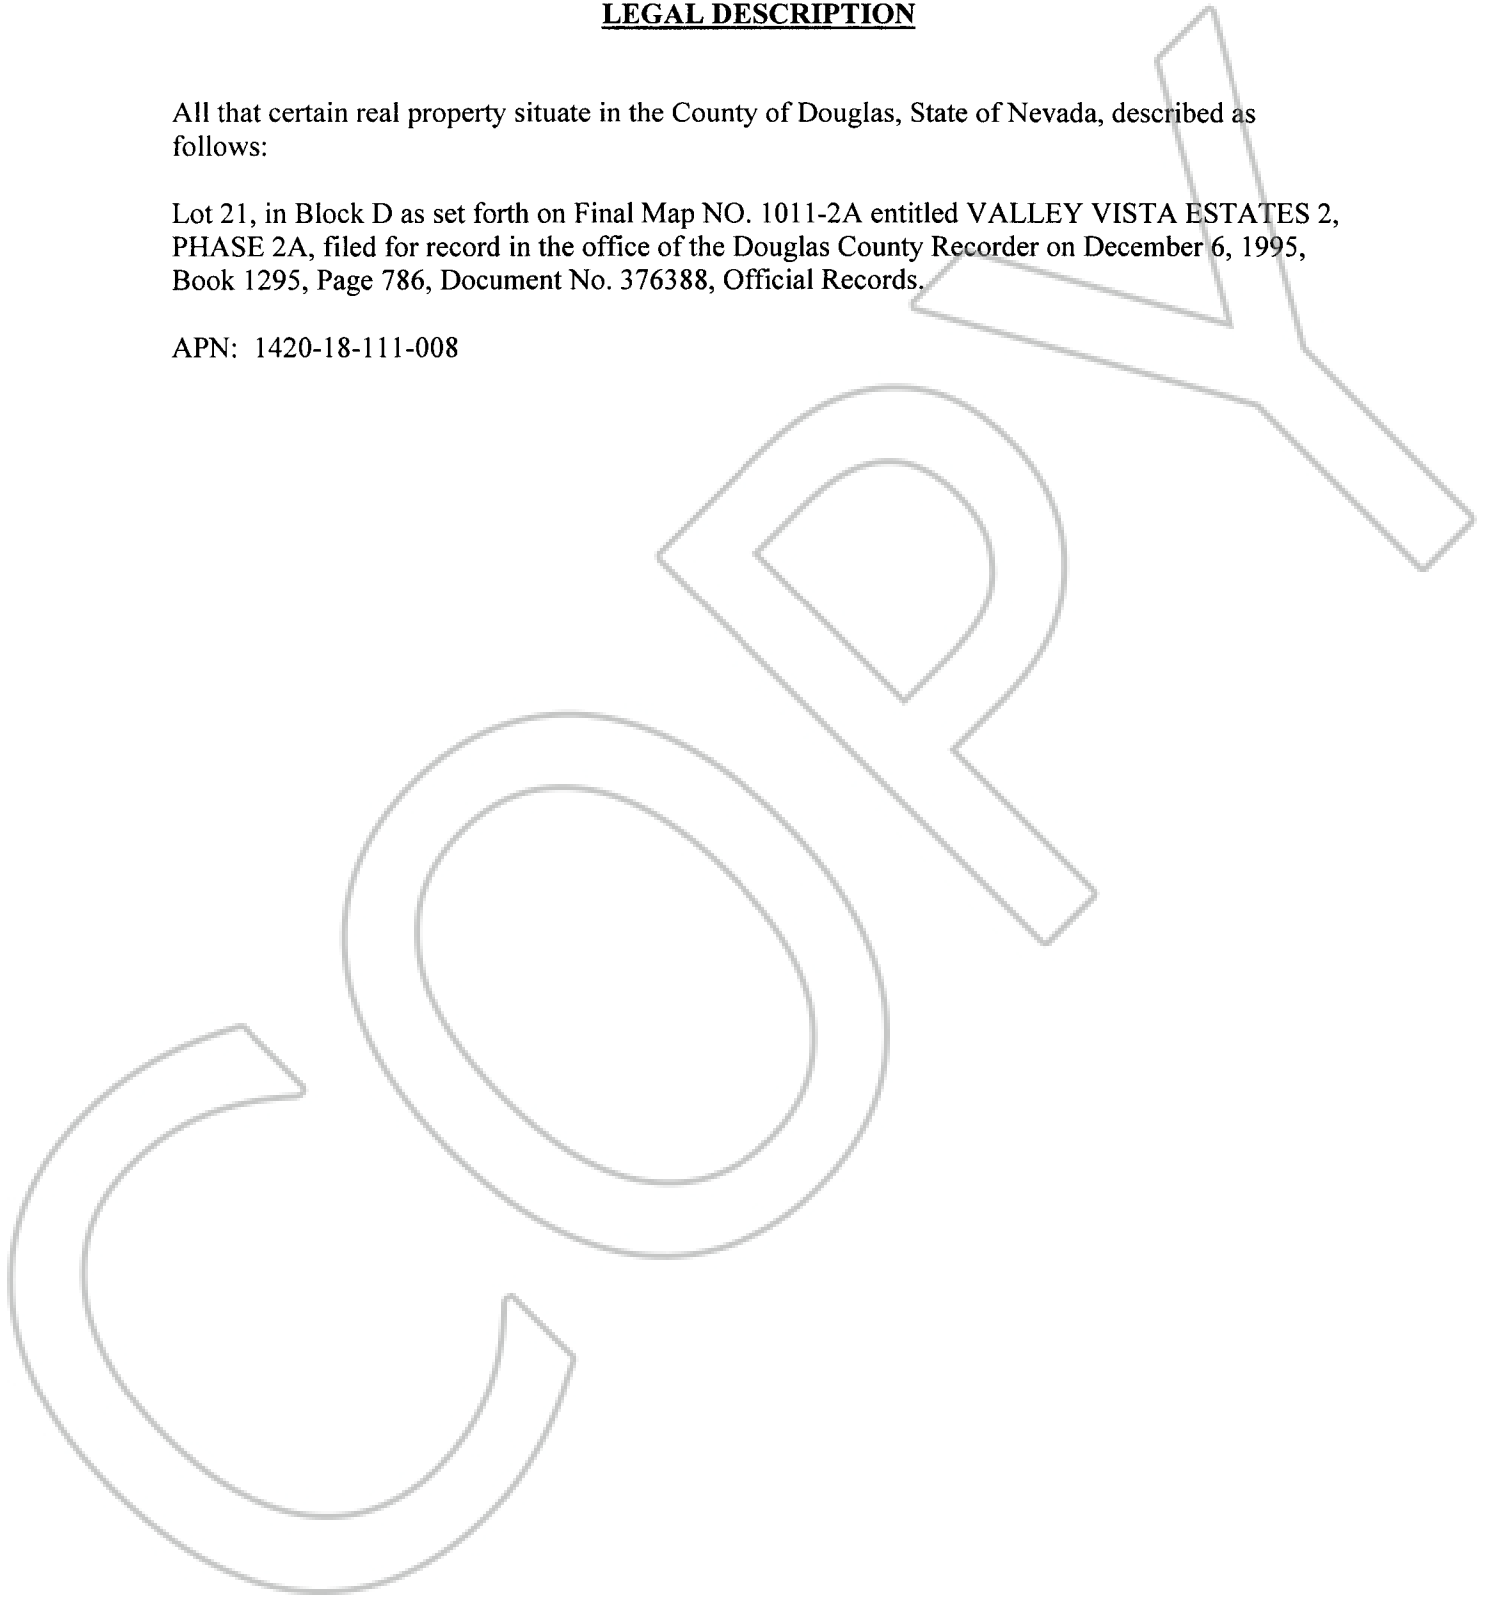 LEGAL DESCRIPTION
All that certain real property situate in the County of Douglas, State of Nevada, described as
follows:
Lot 21, in Block D as set forth on Final Map NO. 1011-2A entitled VALLEY VISTA ESTATES 2,
PHASE 2A, filed for record in the office of the Douglas County Recorder on December 6, 1995,
Book 1295, Page 786, Document No. 376388, Official Records.
APN: 1420-18-111-008
COPY